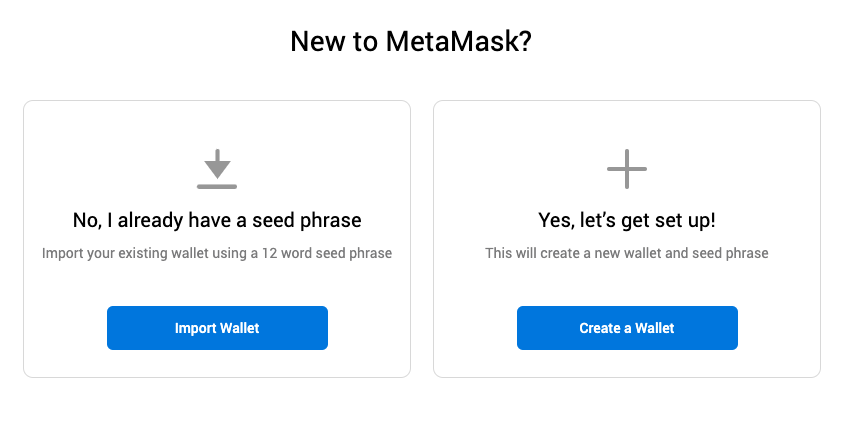 New to MetaMask?
No, I already have a seed phrase
Import your existing wallet using a 12 word seed phrase
Import Wallet
Yes, let’s get set up!
This will create a new wallet and seed phrase
Create a Wallet